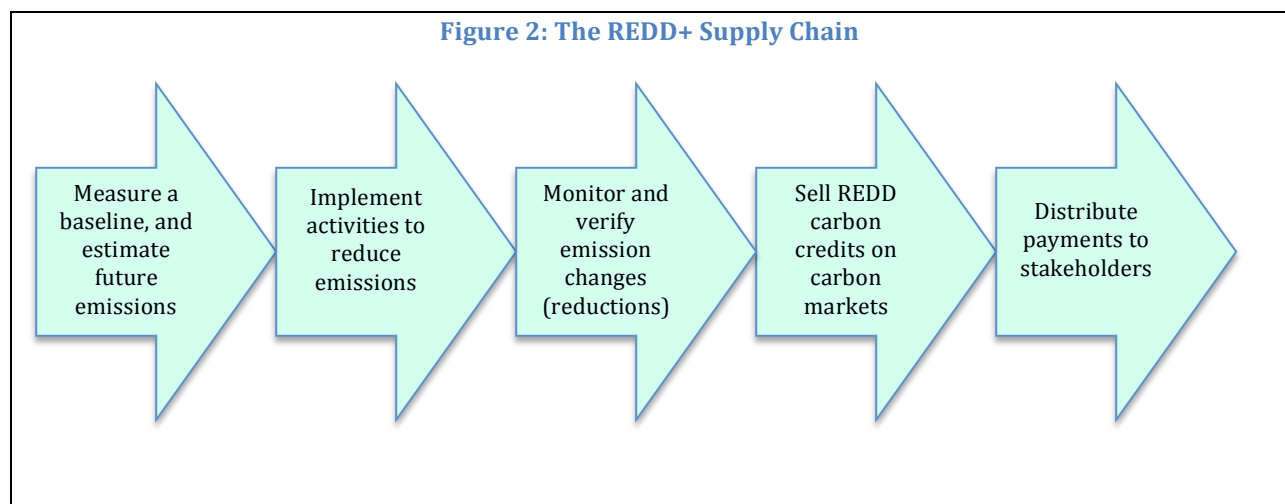 Figure 2: The REDD+ Supply Chain
Measure a
baseline, and
estimate
future
emissions
Implement
activities to
reduce
emissions
Monitor and
verify
emission
changes
(reductions)
Sell REDD
carbon
credits on
carbon
markets
Distribute
payments to
stakeholders